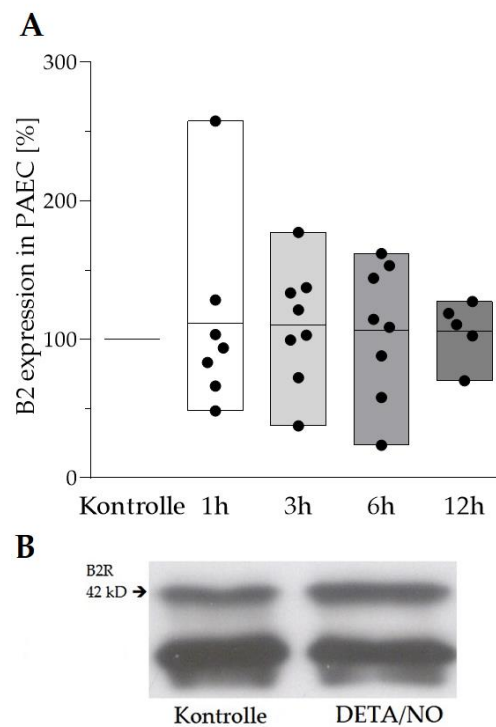 A
B2 expression in PAEC [%]
300
200
100
0
Kontrolle 1h 3h 6h 12h
B
B2R
42 kD ➔
Kontrolle DETA/NO